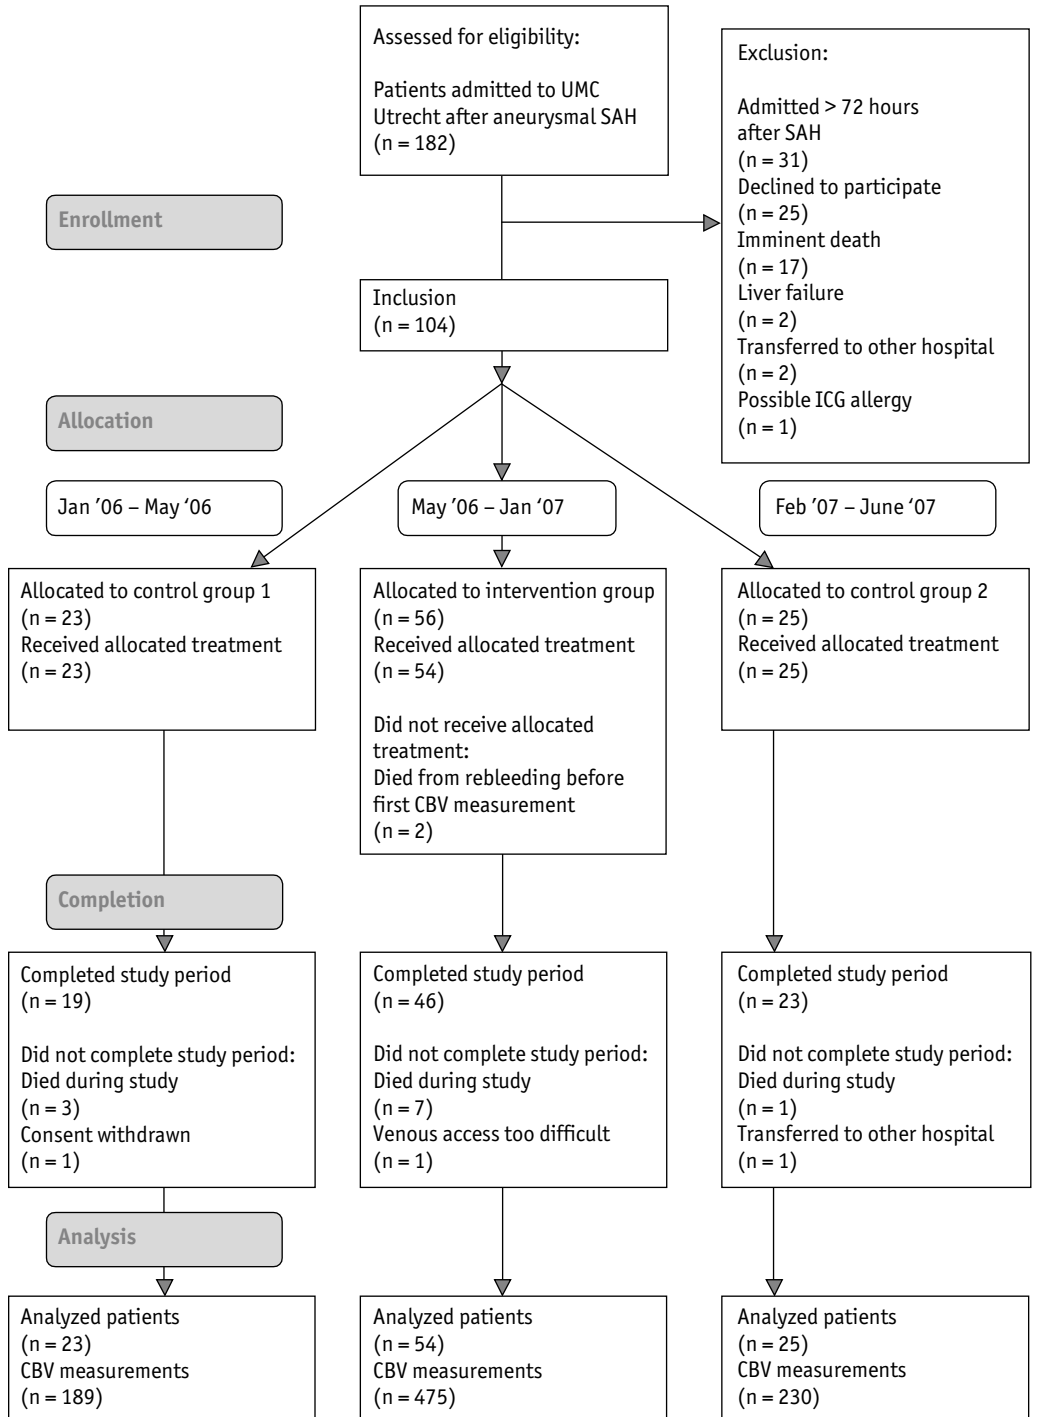 Assessed for eligibility:
Patients admitted to UMC
Utrecht after aneurysmal SAH
(n = 182)
Exclusion:
Admitted > 72 hours
after SAH
(n = 31)
Declined to participate
(n = 25)
Imminent death
(n = 17)
Liver failure
(n = 2)
Transferred to other hospital
(n = 2)
Possible ICG allergy
(n = 1)
Enrollment
Inclusion
(n = 104)
Allocation
Jan ’06 – May ‘06
May ’06 – Jan ‘07
Feb ’07 – June ‘07
Allocated to control group 1
(n = 23)
Received allocated treatment
(n = 23)
Allocated to intervention group
(n = 56)
Received allocated treatment
(n = 54)
Did not receive allocated
treatment:
Died from rebleeding before
first CBV measurement
(n = 2)
Allocated to control group 2
(n = 25)
Received allocated treatment
(n = 25)
Completion
Completed study period
(n = 19)
Did not complete study period:
Died during study
(n = 3)
Consent withdrawn
(n = 1)
Completed study period
(n = 46)
Did not complete study period:
Died during study
(n = 7)
Venous access too difficult
(n = 1)
Completed study period
(n = 23)
Did not complete study period:
Died during study
(n = 1)
Transferred to other hospital
(n = 1)
Analysis
Analyzed patients
(n = 23)
CBV measurements
(n = 189)
Analyzed patients
(n = 54)
CBV measurements
(n = 475)
Analyzed patients
(n = 25)
CBV measurements
(n = 230)